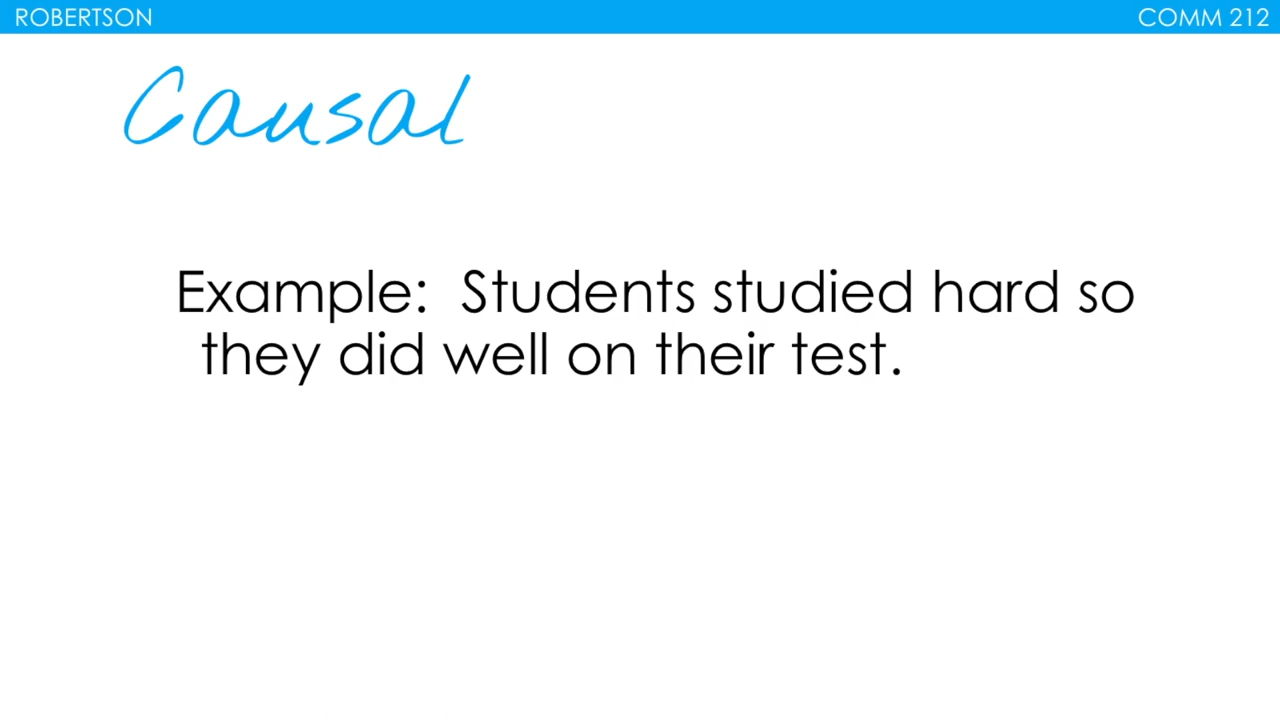 ROBERTSON COMM 212
Causal
Example: Students studied hard so
they did well on their test.